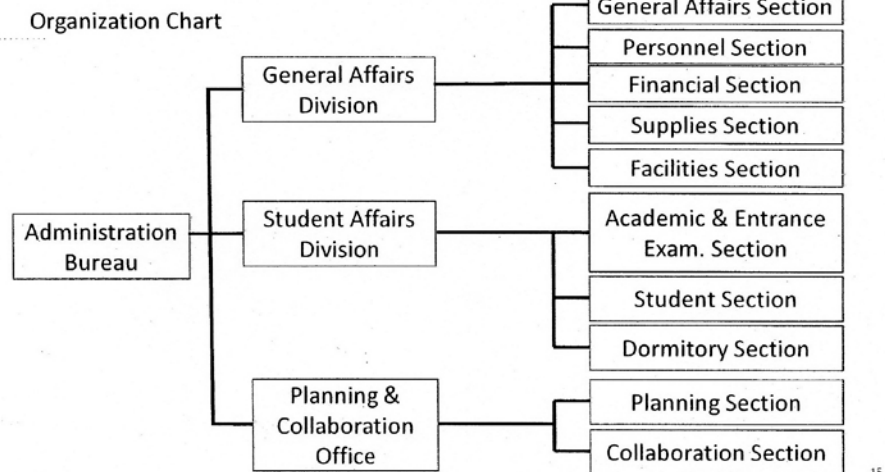 Organization Chart
General Affairs Section
Personnel Section
General Affairs
Division
Financial Section
Supplies Section
Facilities Section
Administration
Bureau
Student Affairs
Division
Academic & Entrance
Exam. Section
Student Section
Dormitory Section
Planning &
Collaboration
Office
Planning Section
Collaboration Section
15